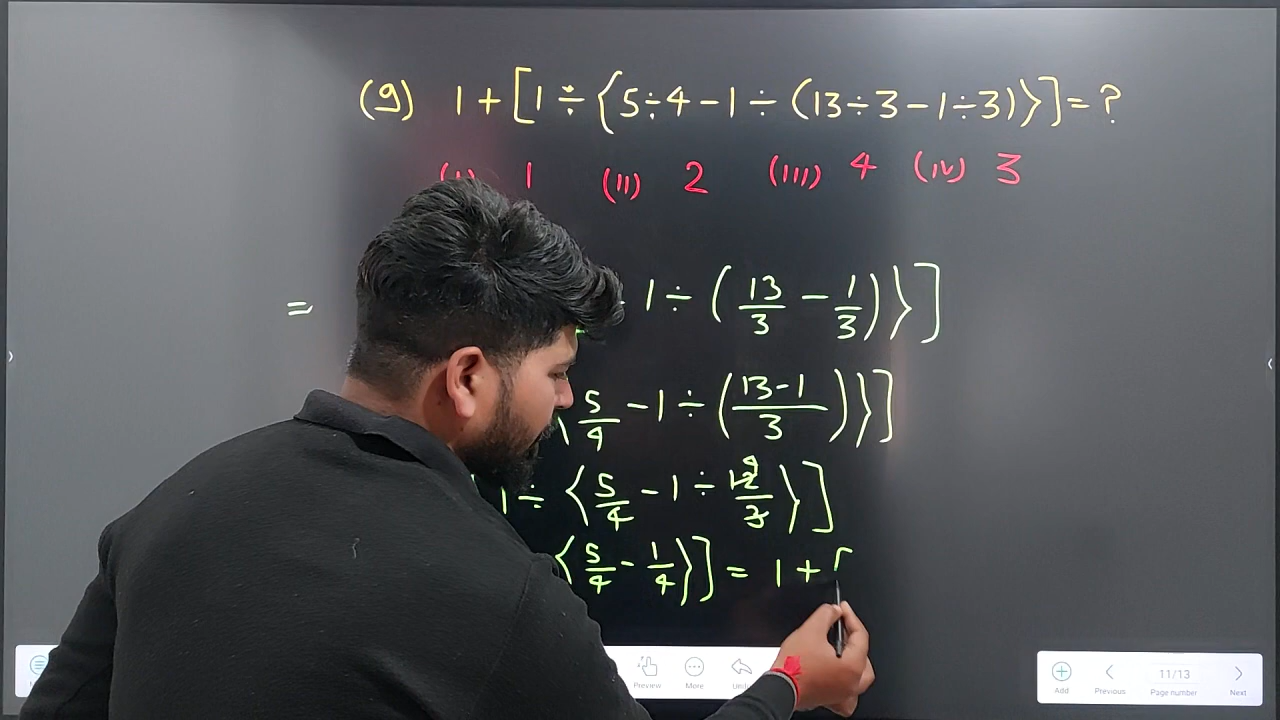 (9) 1 + [1 ÷ {5÷4 – 1 ÷ (13÷3 – 1÷3)}] = ?
(I) 1 (II) 2 (III) 4 (IV) 3
= 1 ÷ (13/3 – 1/3)}]
{5/4 – 1 ÷ ((13-1)/3)}]
1 ÷ {5/4 – 1 ÷ 12/3}]
{5/4 – 1/4}] = 1 + [
Preview More Undo Add Previous 11/13 Page number Next